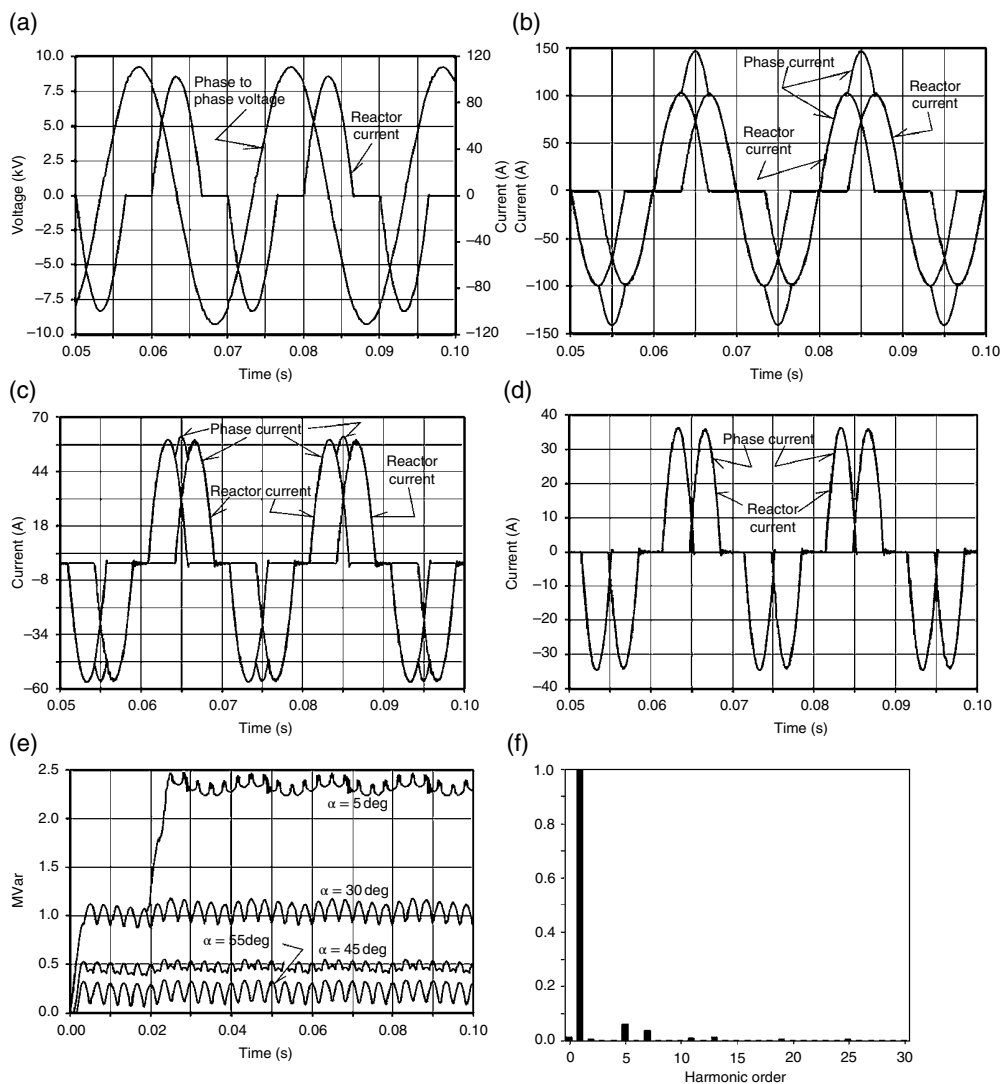 (a)
10.0
7.5
5.0
2.5
0.0
−2.5
−5.0
−7.5
−10.0
Voltage (kV)
120
80
40
0
−40
−80
−120
Current (A)
Phase to
phase voltage
Reactor
current
0.05
0.06
0.07
0.08
0.09
0.10
Time (s)
(b)
150
100
50
0
−50
−100
−150
Current (A)
Phase current
Reactor
current
Reactor
current
0.05
0.06
0.07
0.08
0.09
0.10
Time (s)
(c)
70
44
18
−8
−34
−60
Current (A)
Phase current
Reactor current
Reactor
current
0.05
0.06
0.07
0.08
0.09
0.10
Time (s)
(d)
40
30
20
10
0
−10
−20
−30
−40
Current (A)
Phase current
Reactor
current
0.05
0.06
0.07
0.08
0.09
0.10
Time (s)
(e)
2.5
2.0
1.5
1.0
0.5
0.0
MVar
α = 5 deg
α = 30 deg
α = 55deg
α = 45 deg
0.00
0.02
0.04
0.06
0.08
0.10
Time (s)
(f)
1.0
0.8
0.6
0.4
0.2
0.0
0
5
10
15
20
25
30
Harmonic order